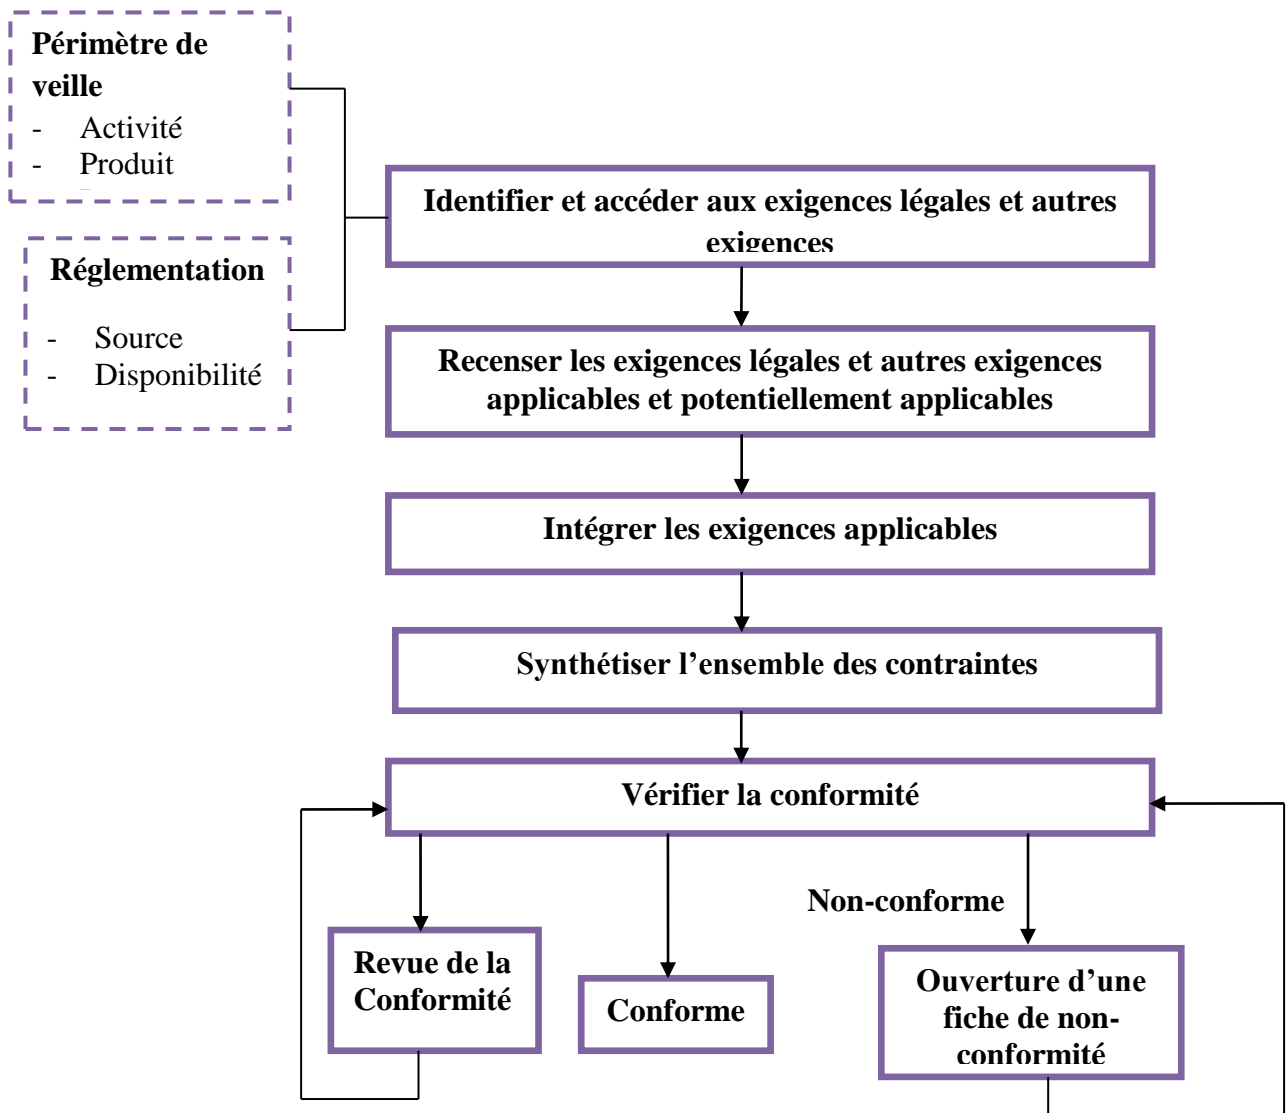 Périmètre de
veille
- Activité
- Produit
Réglementation
- Source
- Disponibilité
Identifier et accéder aux exigences légales et autres
exigences
Recenser les exigences légales et autres exigences
applicables et potentiellement applicables
Intégrer les exigences applicables
Synthétiser l’ensemble des contraintes
Vérifier la conformité
Non-conforme
Revue de la
Conformité
Conforme
Ouverture d’une
fiche de non-
conformité